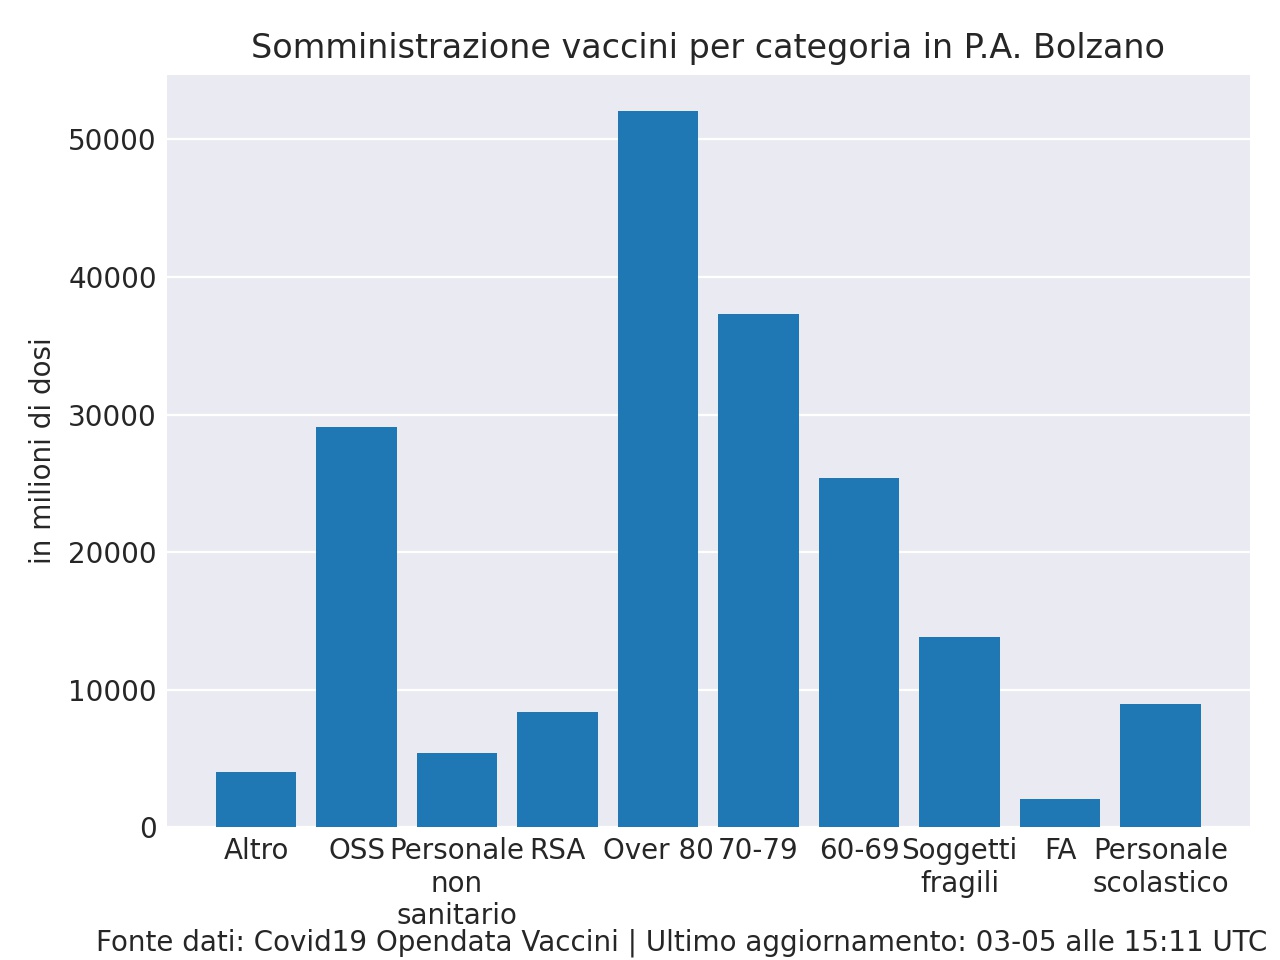 Somministrazione vaccini per categoria in P.A. Bolzano
in milioni di dosi
50000
40000
30000
20000
10000
0
Altro
OSS
Personale
non
sanitario
RSA
Over 80
70-79
60-69
Soggetti
fragili
FA
Personale
scolastico
Fonte dati: Covid19 Opendata Vaccini | Ultimo aggiornamento: 03-05 alle 15:11 UTC